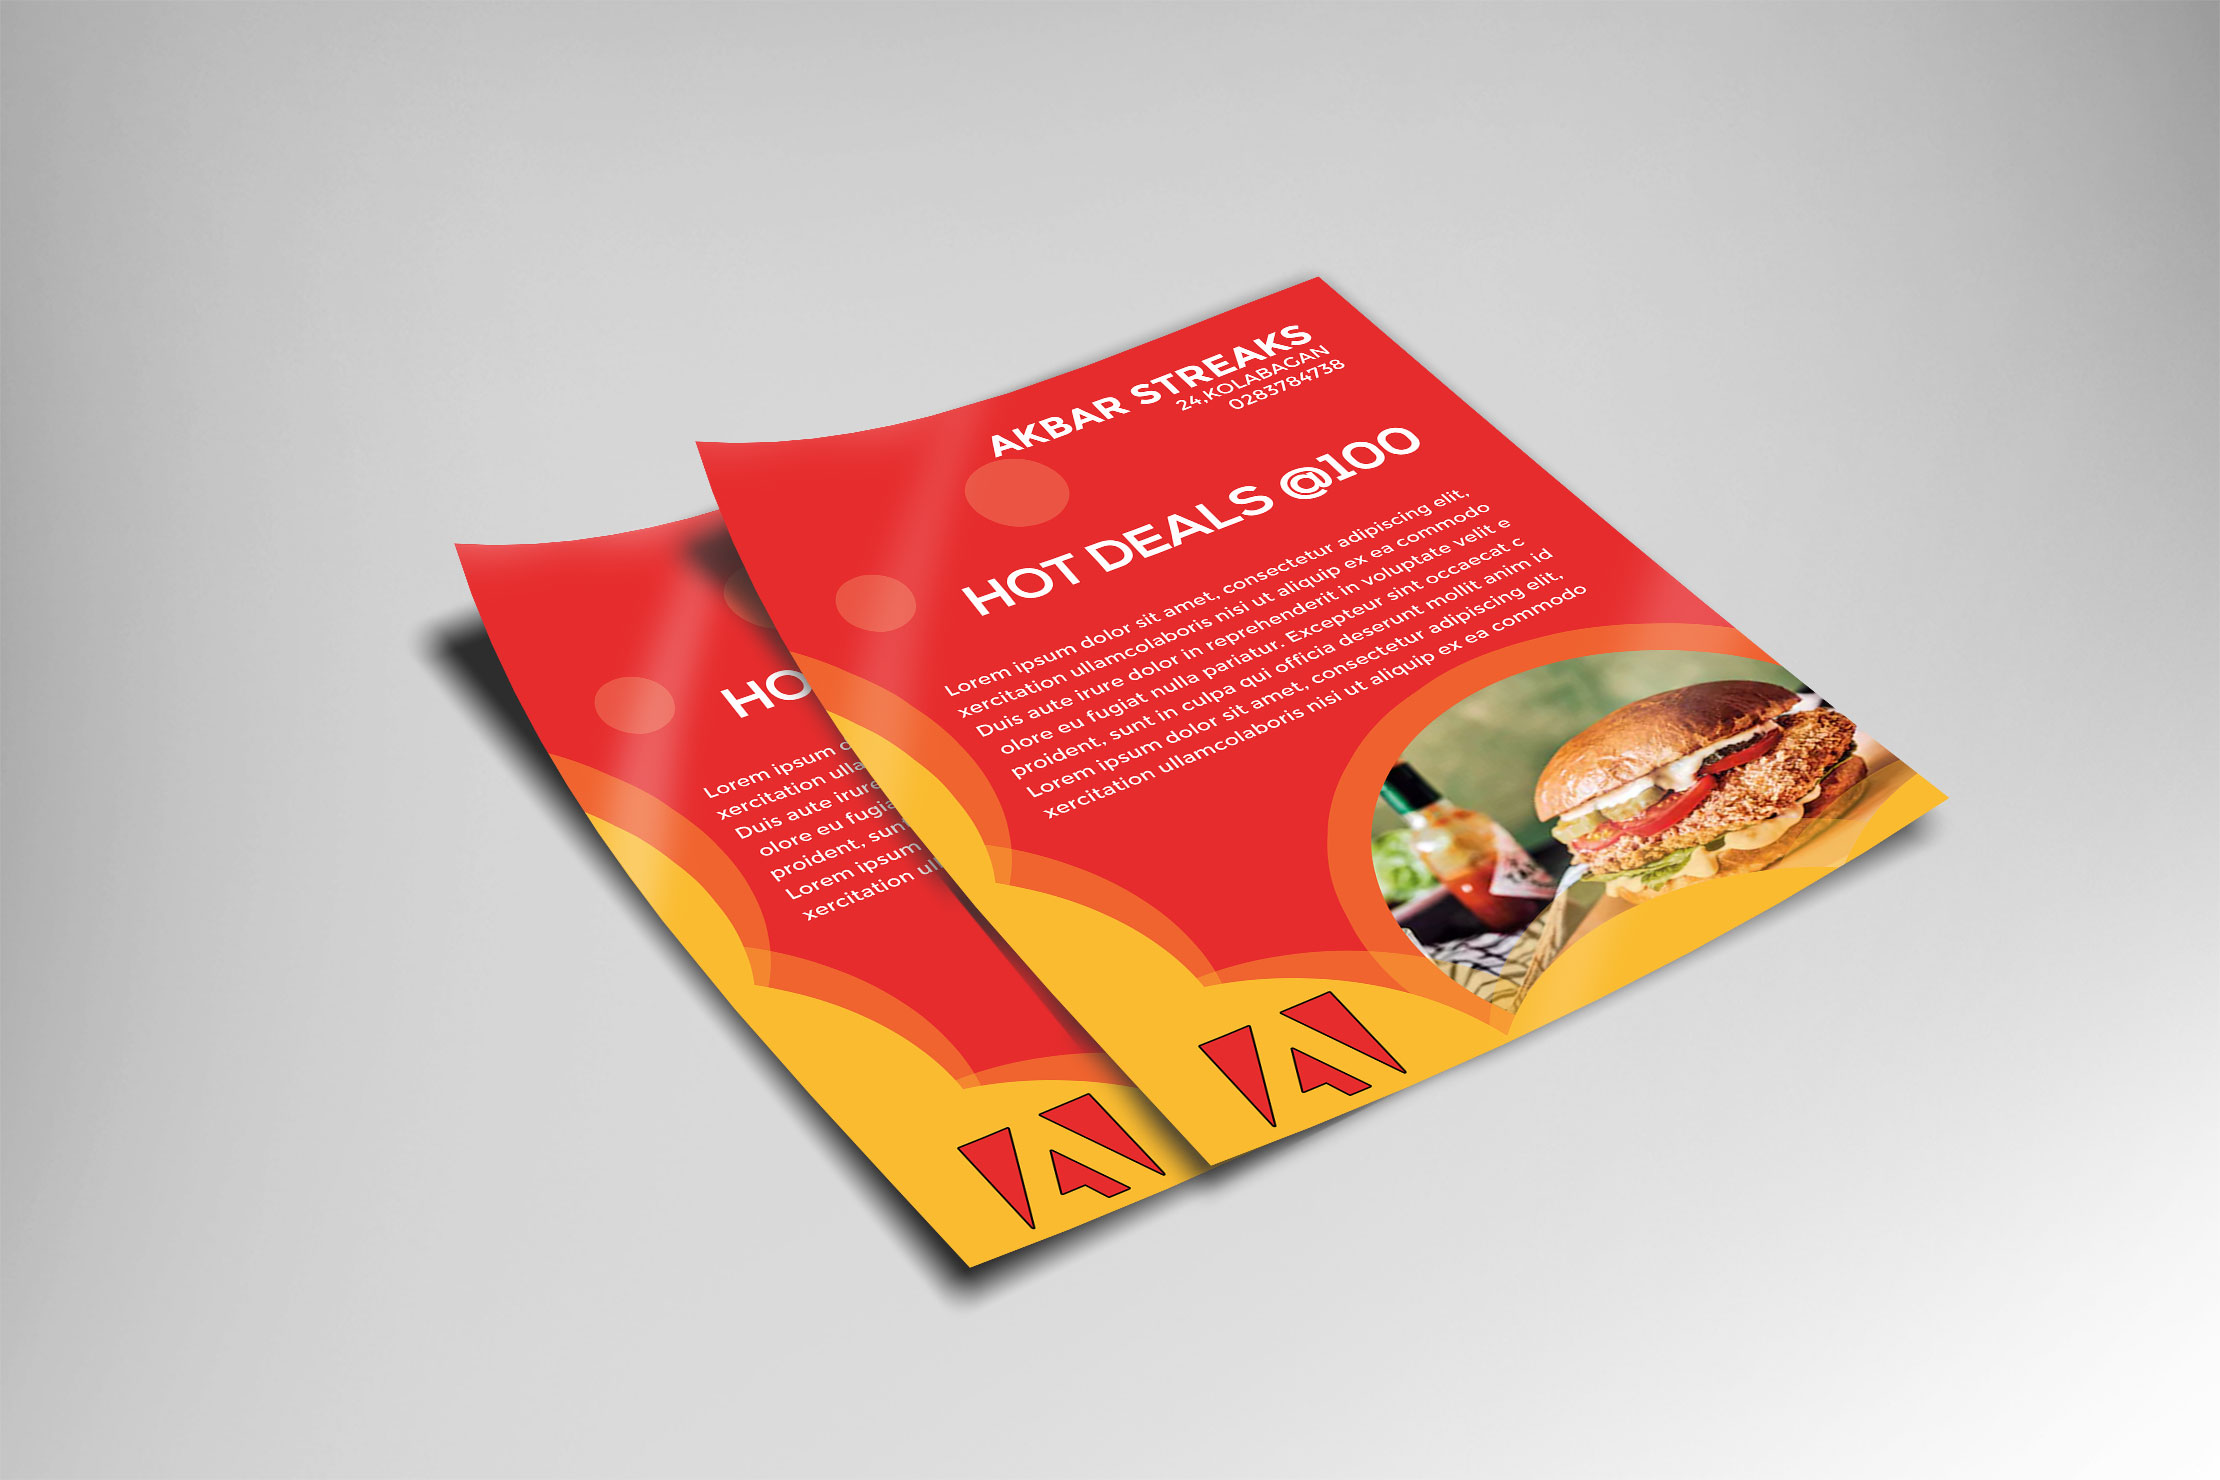 AKBAR STREAKS
24,KOLABAGAN
0283784738
HOT DEALS @100
Lorem ipsum dolor sit amet, consectetur adipiscing elit,
xercitation ullamcolaboris nisi ut aliquip ex ea commodo
Duis aute irure dolor in reprehenderit in voluptate velit e
olore eu fugiat nulla pariatur. Excepteur sint occaecat c
proident, sunt in culpa qui officia deserunt mollit anim id
Lorem ipsum dolor sit amet, consectetur adipiscing elit,
xercitation ullamcolaboris nisi ut aliquip ex ea commodo
HO
Lorem ipsum
xercitation ulla
Duis aute irure
olore eu fugia
proident, sun
Lorem ipsum
xercitation ul